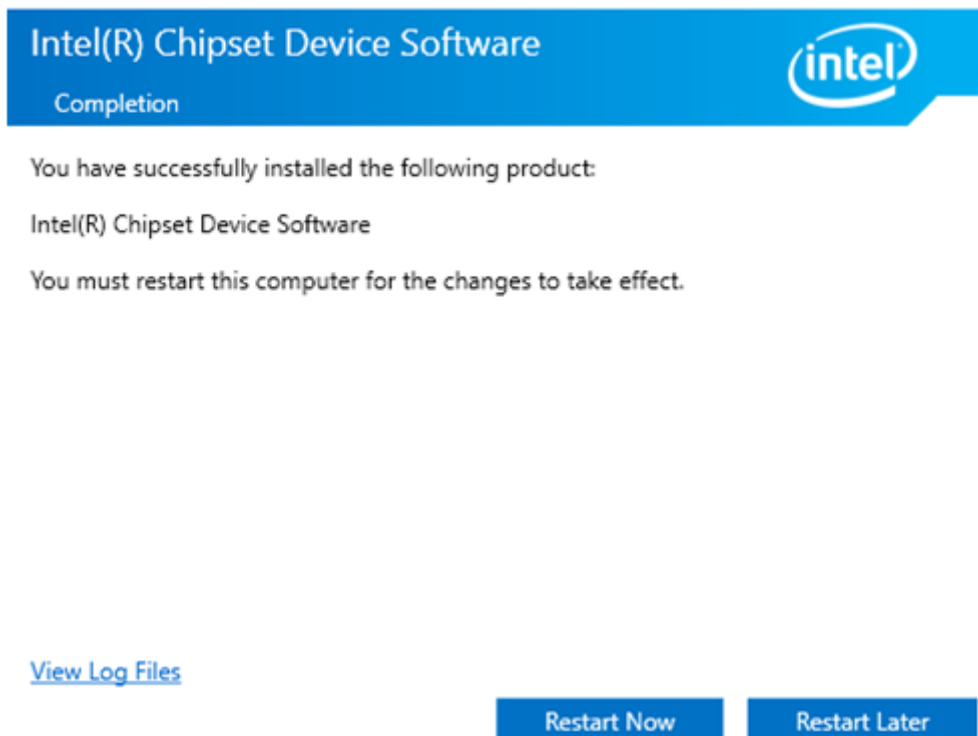 Intel(R) Chipset Device Software
intel
Completion
You have successfully installed the following product:
Intel(R) Chipset Device Software
You must restart this computer for the changes to take effect.
View Log Files
Restart Now
Restart Later